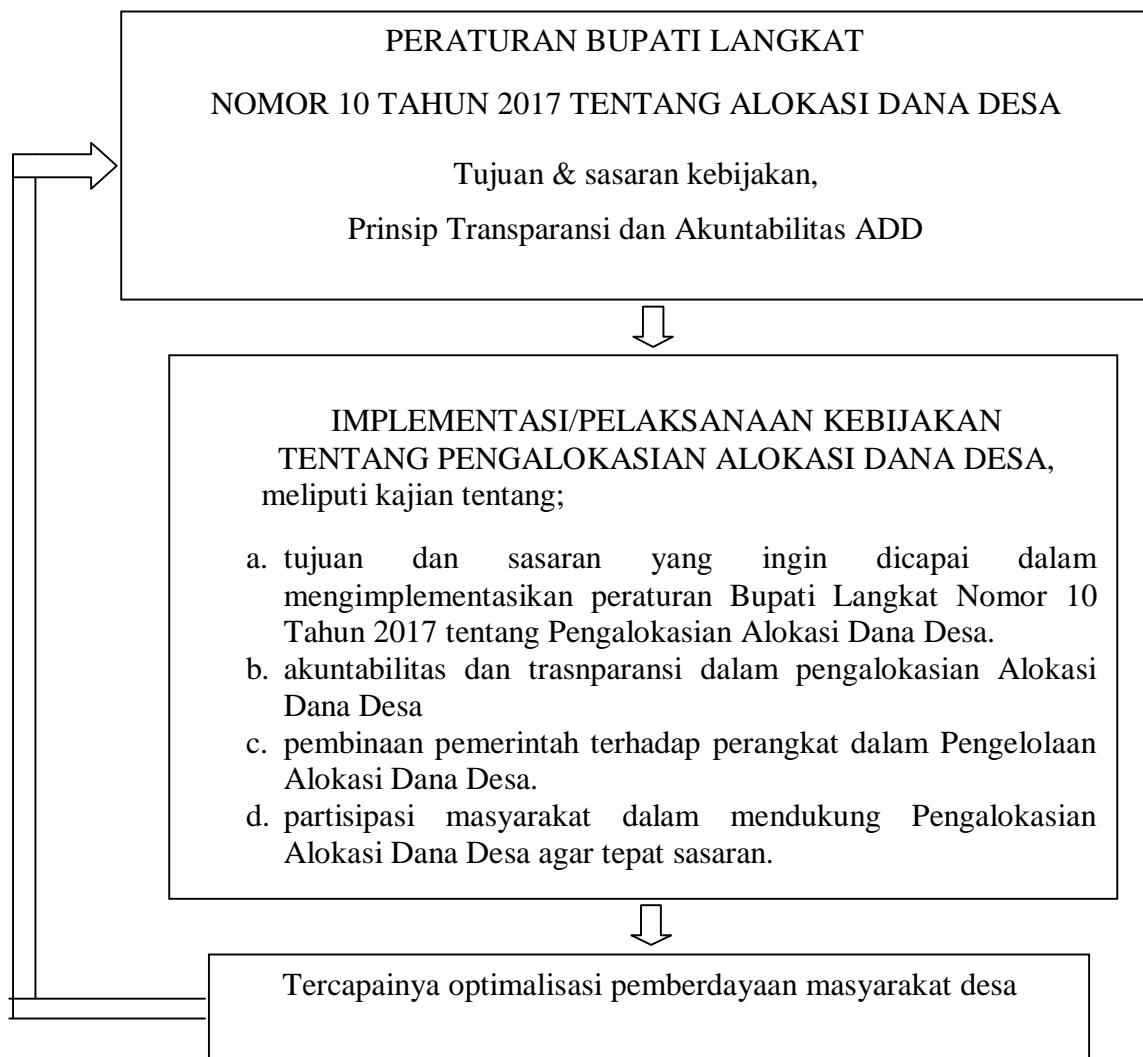 PERATURAN BUPATI LANGKAT
NOMOR 10 TAHUN 2017 TENTANG ALOKASI DANA DESA
Tujuan & sasaran kebijakan,
Prinsip Transparansi dan Akuntabilitas ADD
IMPLEMENTASI/PELAKSANAAN KEBIJAKAN
TENTANG PENGALOKASIAN ALOKASI DANA DESA,
meliputi kajian tentang;
a. tujuan dan sasaran yang ingin dicapai dalam
mengimplementasikan peraturan Bupati Langkat Nomor 10
Tahun 2017 tentang Pengalokasian Alokasi Dana Desa.
b. akuntabilitas dan trasnparansi dalam pengalokasian Alokasi
Dana Desa
c. pembinaan pemerintah terhadap perangkat dalam Pengelolaan
Alokasi Dana Desa.
d. partisipasi masyarakat dalam mendukung Pengalokasian
Alokasi Dana Desa agar tepat sasaran.
Tercapainya optimalisasi pemberdayaan masyarakat desa